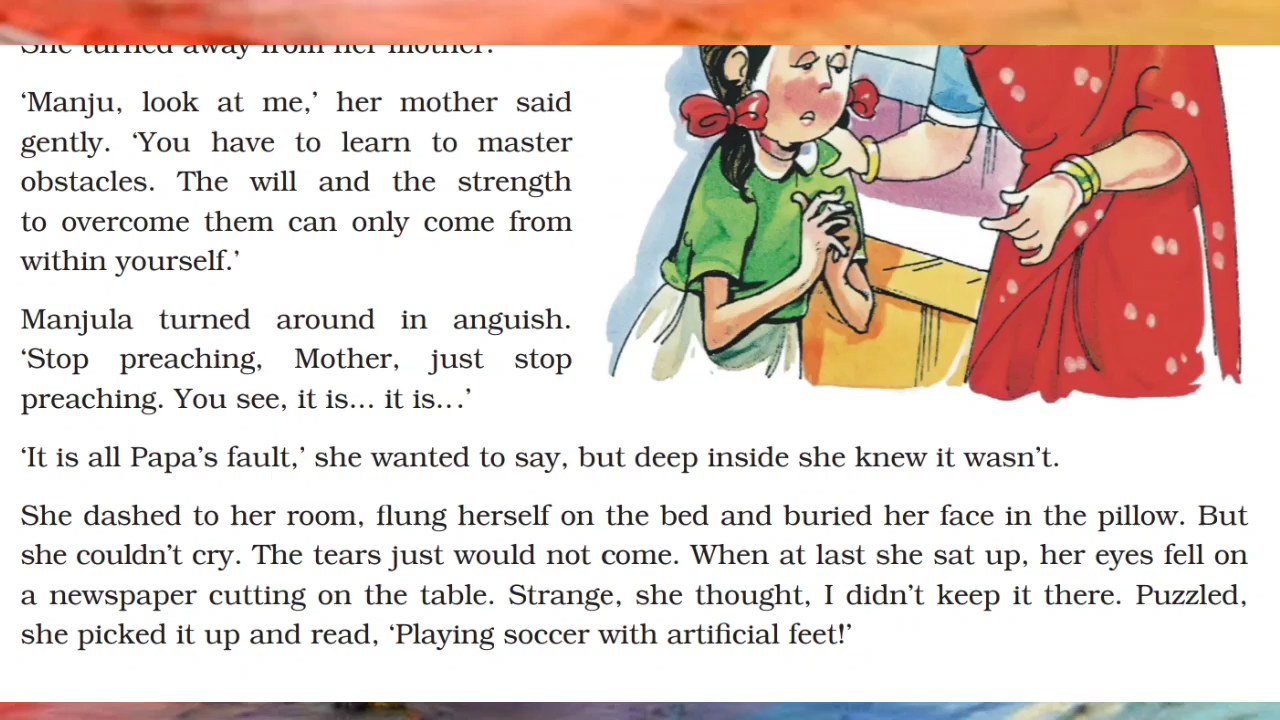 She turned away from her mother.
‘Manju, look at me,’ her mother said
gently. ‘You have to learn to master
obstacles. The will and the strength
to overcome them can only come from
within yourself.’
Manjula turned around in anguish.
‘Stop preaching, Mother, just stop
preaching. You see, it is... it is...’
‘It is all Papa’s fault,’ she wanted to say, but deep inside she knew it wasn’t.
She dashed to her room, flung herself on the bed and buried her face in the pillow. But
she couldn’t cry. The tears just would not come. When at last she sat up, her eyes fell on
a newspaper cutting on the table. Strange, she thought, I didn’t keep it there. Puzzled,
she picked it up and read, ‘Playing soccer with artificial feet!’